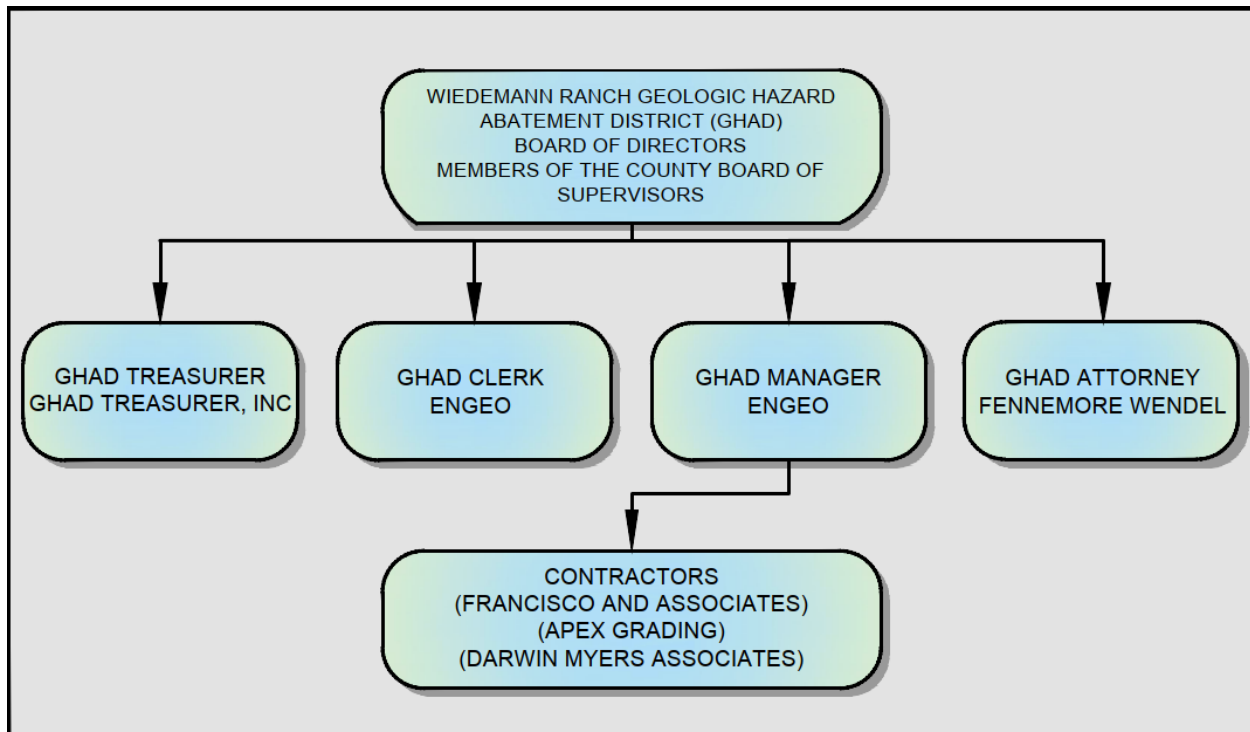 WIEDEMANN RANCH GEOLOGIC HAZARD
ABATEMENT DISTRICT (GHAD)
BOARD OF DIRECTORS
MEMBERS OF THE COUNTY BOARD OF
SUPERVISORS
GHAD TREASURER
GHAD TREASURER, INC
GHAD CLERK
ENGEO
GHAD MANAGER
ENGEO
GHAD ATTORNEY
FENNEMORE WENDEL
CONTRACTORS
(FRANCISCO AND ASSOCIATES)
(APEX GRADING)
(DARWIN MYERS ASSOCIATES)